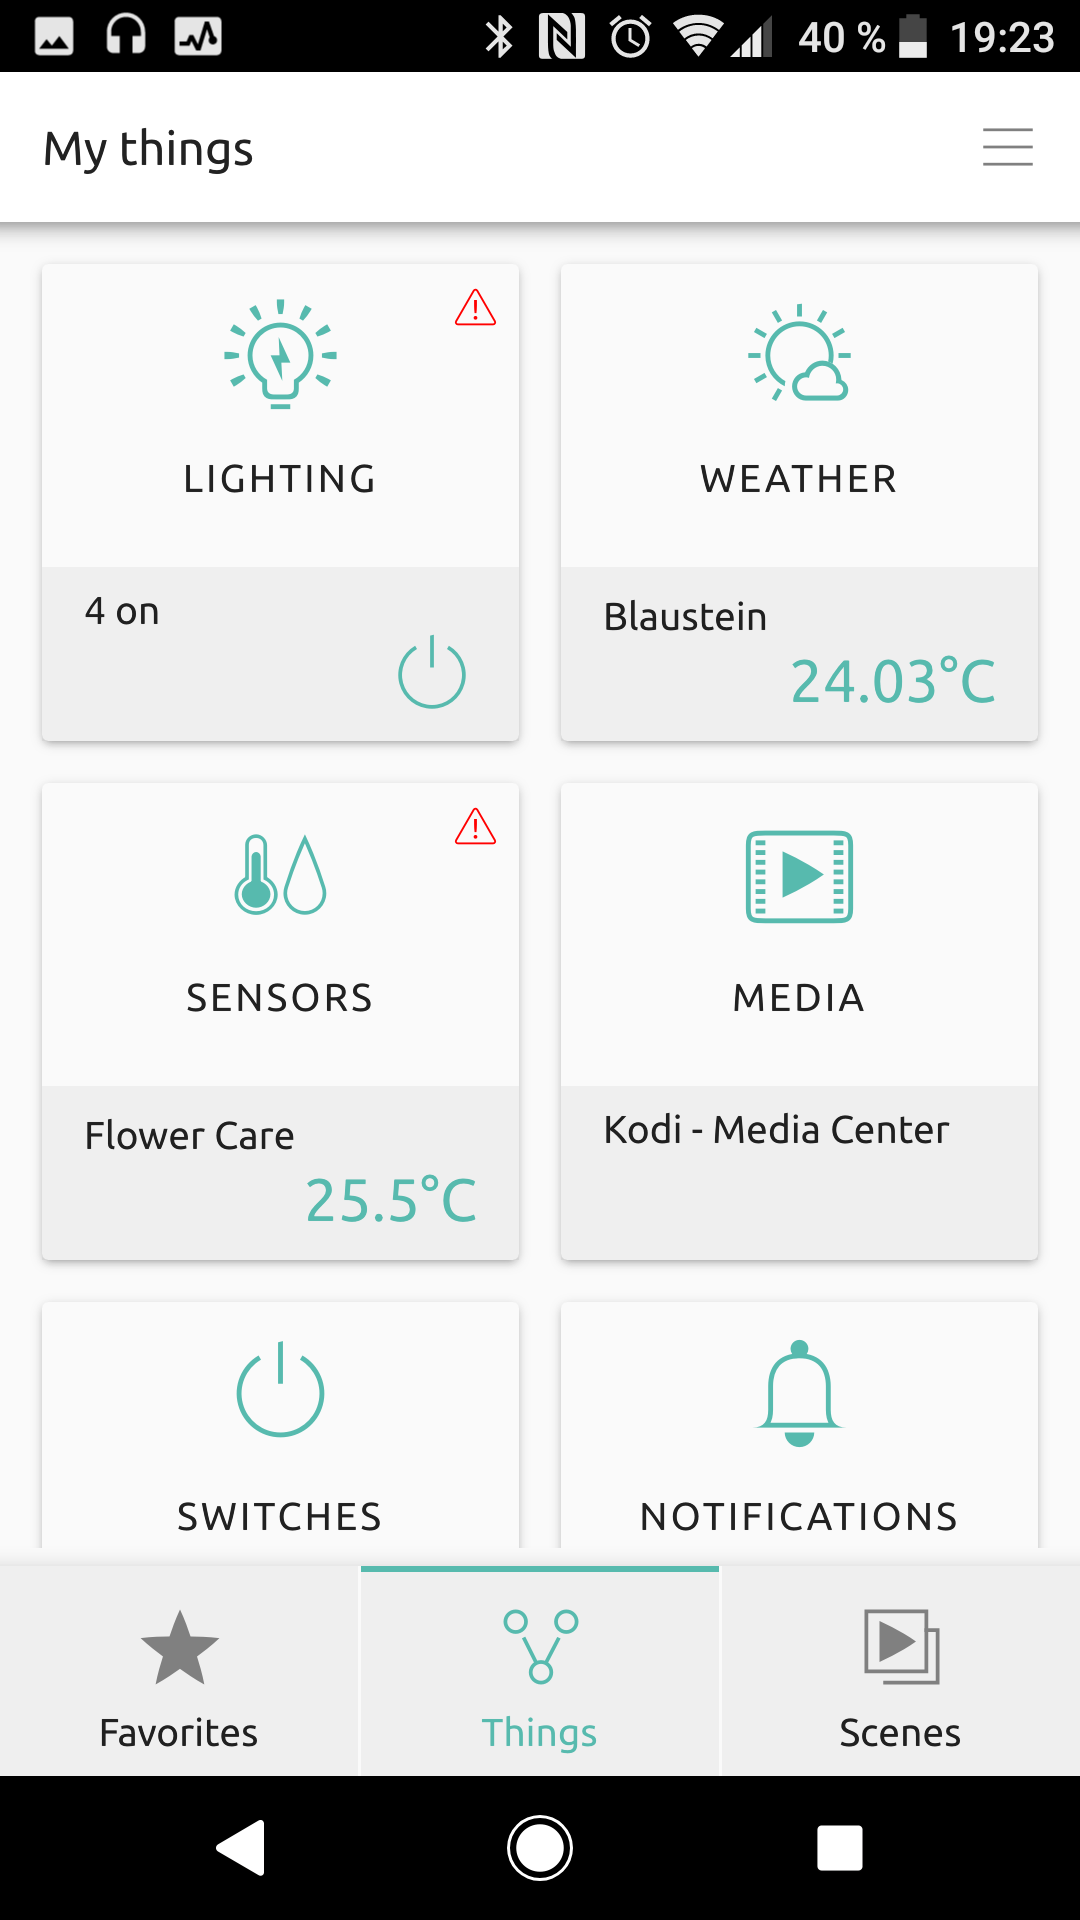 40 % 19:23
My things
LIGHTING
4 on
WEATHER
Blaustein
24.03°C
SENSORS
Flower Care
25.5°C
MEDIA
Kodi - Media Center
SWITCHES
NOTIFICATIONS
Favorites
Things
Scenes